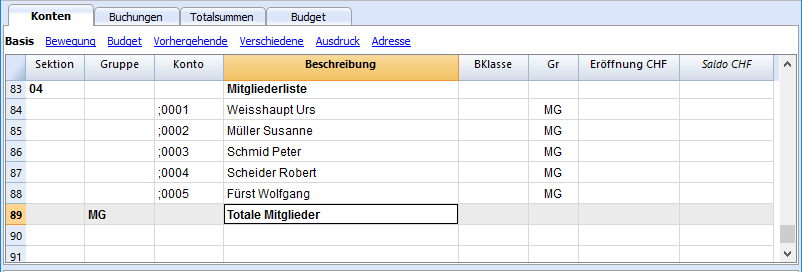 Konten Buchungen Totalsummen Budget
Basis Bewegung Budget Vorhergehende Verschiedene Ausdruck Adresse
Sektion Gruppe Konto Beschreibung BKlasse Gr Eröffnung CHF Saldo CHF
83 04 Mitgliederliste
84 ;0001 Weisshaupt Urs MG
85 ;0002 Müller Susanne MG
86 ;0003 Schmid Peter MG
87 ;0004 Scheider Robert MG
88 ;0005 Fürst Wolfgang MG
89 MG Totale Mitglieder
90
91